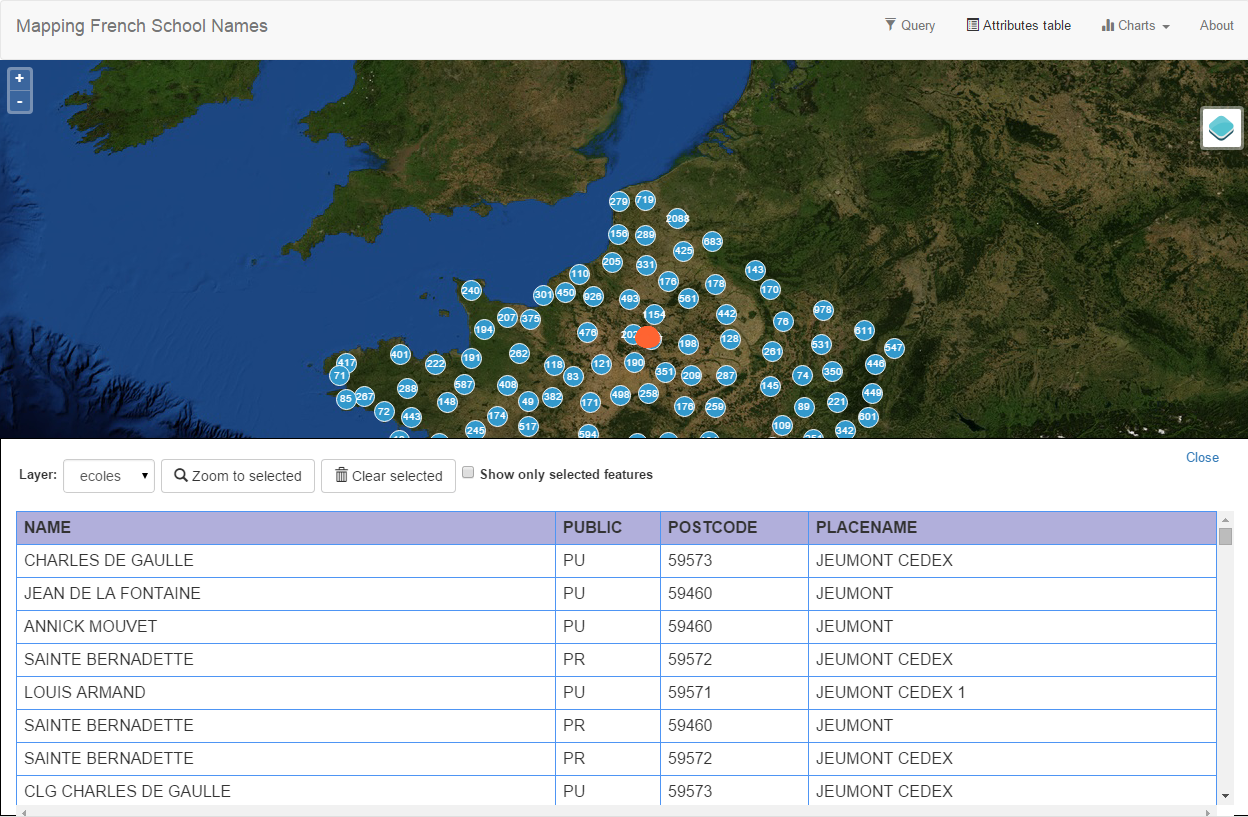 Mapping French School Names
Query
Attributes table
Charts
About
+
-
279 719
2088
156 289
683
425
205 331
110
143
176 178
170
240
301 450 926 493 561
978
207 375
1154
442
76
194
476
611
198 128
547
262
261 531
401
191
417
222
118 121 190
446
71
83
351 209 287
74 350
145
288
587 408
85 267
148
49 382
498 258
449
171
176 259
89 221
72
443
174
601
245
517
109
342
594
Close
Layer: ecoles Zoom to selected Clear selected Show only selected features
NAME PUBLIC POSTCODE PLACENAME
CHARLES DE GAULLE PU 59573 JEUMONT CEDEX
JEAN DE LA FONTAINE PU 59460 JEUMONT
ANNICK MOUVET PU 59460 JEUMONT
SAINTE BERNADETTE PR 59572 JEUMONT CEDEX
LOUIS ARMAND PU 59571 JEUMONT CEDEX 1
SAINTE BERNADETTE PR 59460 JEUMONT
SAINTE BERNADETTE PR 59572 JEUMONT CEDEX
CLG CHARLES DE GAULLE PU 59573 JEUMONT CEDEX